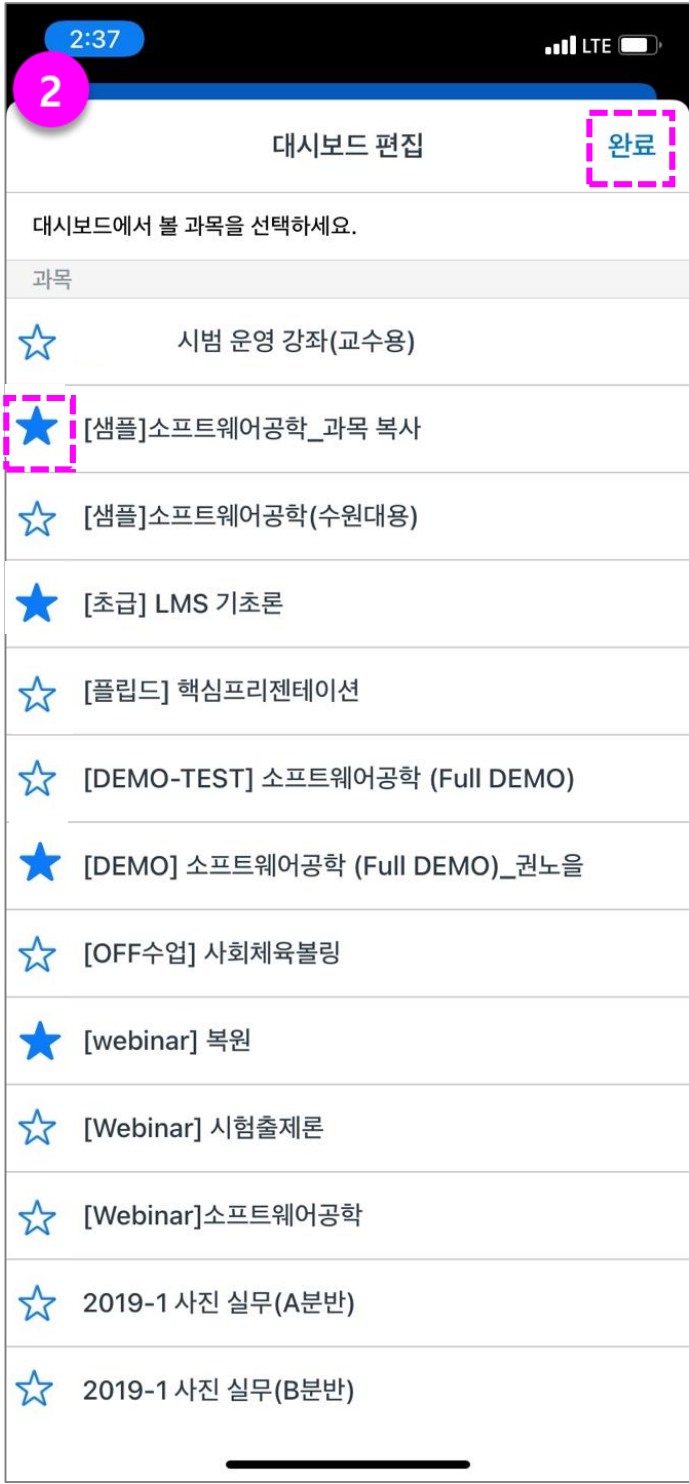 2:37
LTE
2
대시보드 편집
완료
대시보드에서 볼 과목을 선택하세요.
과목
시범 운영 강좌(교수용)
[샘플]소프트웨어공학_과목 복사
[샘플]소프트웨어공학(수원대용)
[초급] LMS 기초론
[플립드] 핵심프리젠테이션
[DEMO-TEST] 소프트웨어공학 (Full DEMO)
[DEMO] 소프트웨어공학 (Full DEMO)_권노을
[OFF수업] 사회체육볼링
[webinar] 복원
[Webinar] 시험출제론
[Webinar]소프트웨어공학
2019-1 사진 실무(A분반)
2019-1 사진 실무(B분반)